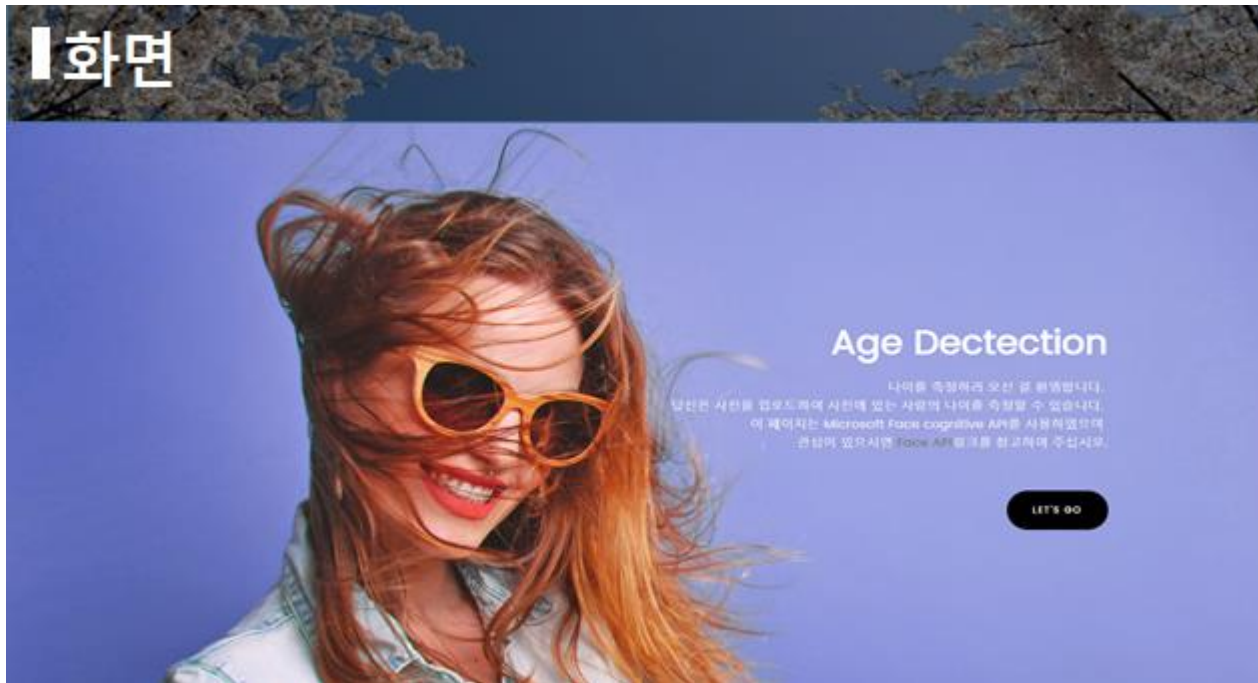 화면
Age Dectection
나이를 측정하러 오신 걸 환영합니다.
당신은 사진을 업로드하여 사진에 있는 사람의 나이를 측정할 수 있습니다.
이 페이지는 Microsoft Face cognitive API를 사용하였으며
관심이 있으시면 Face API링크를 참고하여 주십시오.
LET'S GO